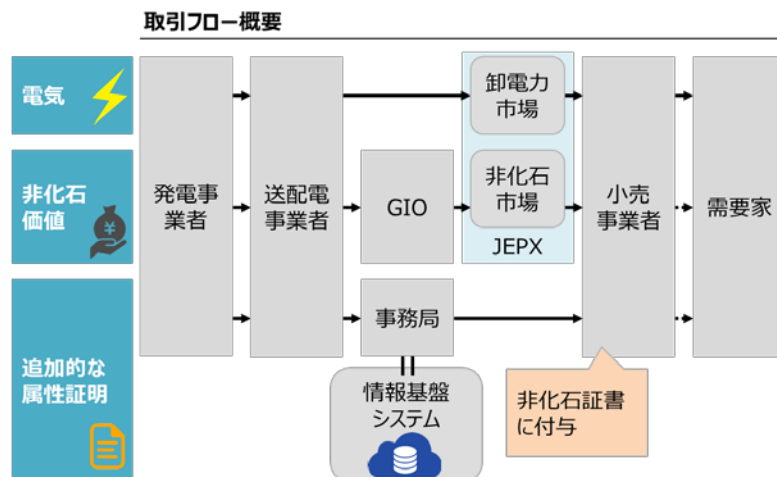 取引フロー概要
電気
発電事
業者
送配電
事業者
卸電力
市場
小売
事業者
需要家
非化石
価値
¥
GIO
非化石
市場
JEPX
追加的な
属性証明
事務局
情報基盤
システム
非化石証書
に付与